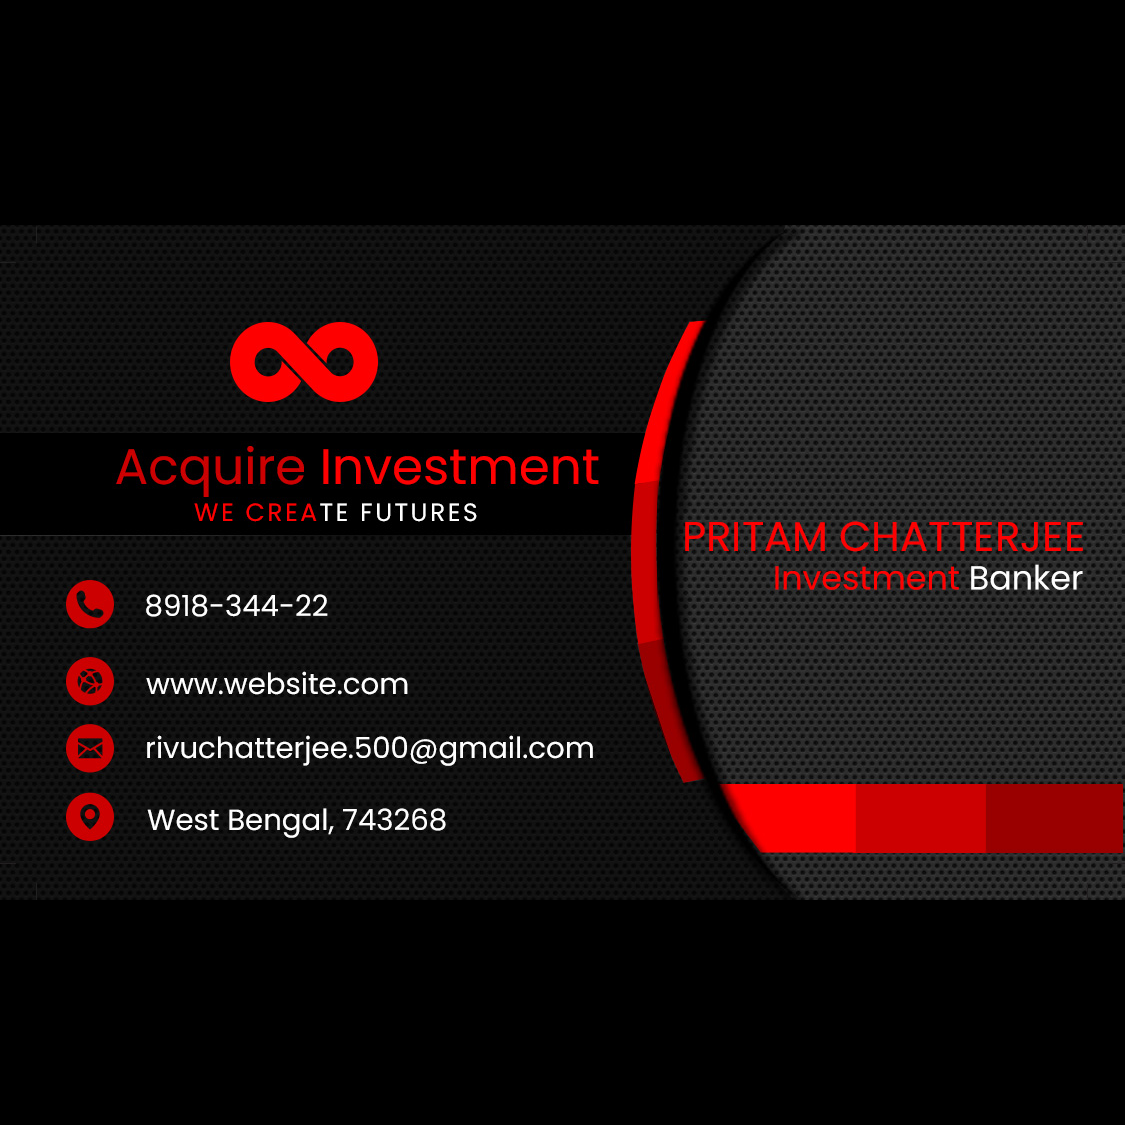 Acquire Investment
WE CREATE FUTURES
8918-344-22
www.website.com
rivuchatterjee.500@gmail.com
West Bengal, 743268
PRITAM CHATTERJEE
Investment Banker